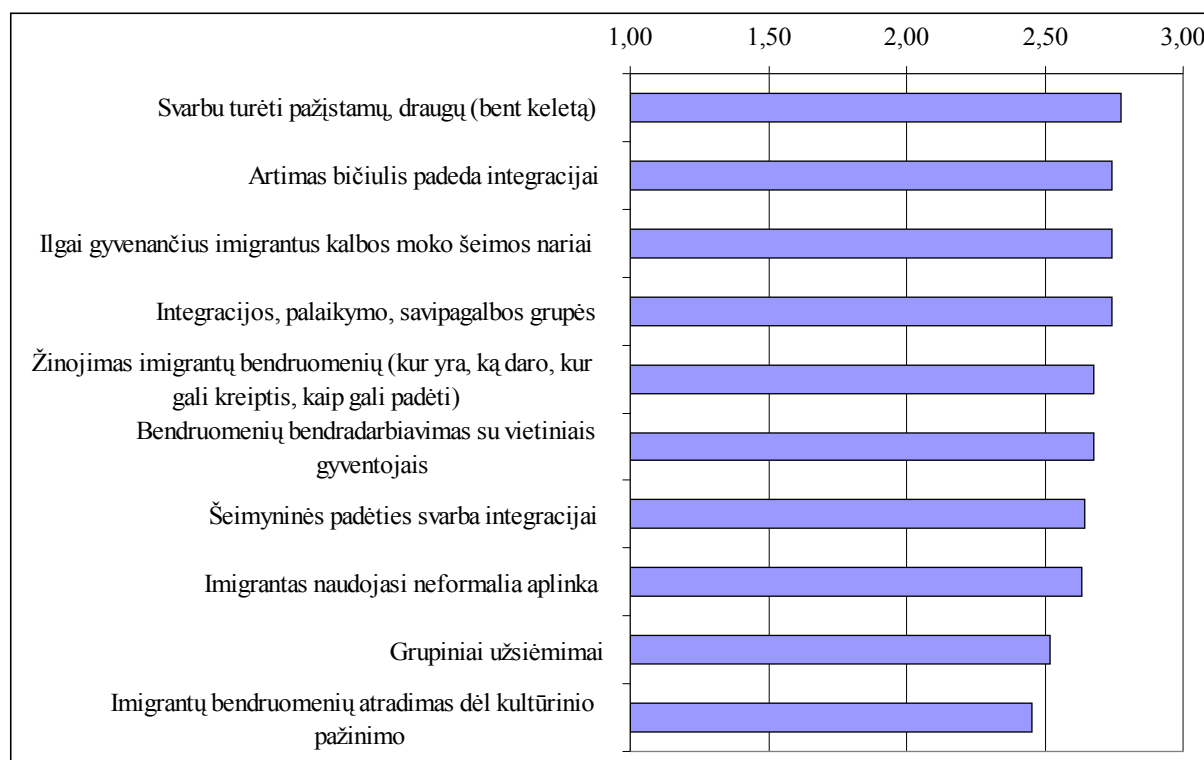 1,00 1,50 2,00 2,50 3,00
Svarbu turėti pažįstamų, draugų (bent keletą)
Artimas bičiulis padeda integracijai
Ilgai gyvenančius imigrantus kalbos moko šeimos nariai
Integracijos, palaikymo, savipagalbos grupės
Žinojimas imigrantų bendruomenių (kur yra, ką daro, kur
gali kreiptis, kaip gali padėti)
Bendruomenių bendradarbiavimas su vietiniais
gyventojais
Šeimyninės padėties svarba integracijai
Imigrantas naudojasi neformalia aplinka
Grupiniai užsiėmimai
Imigrantų bendruomenių atradimas dėl kultūrinio
pažinimo